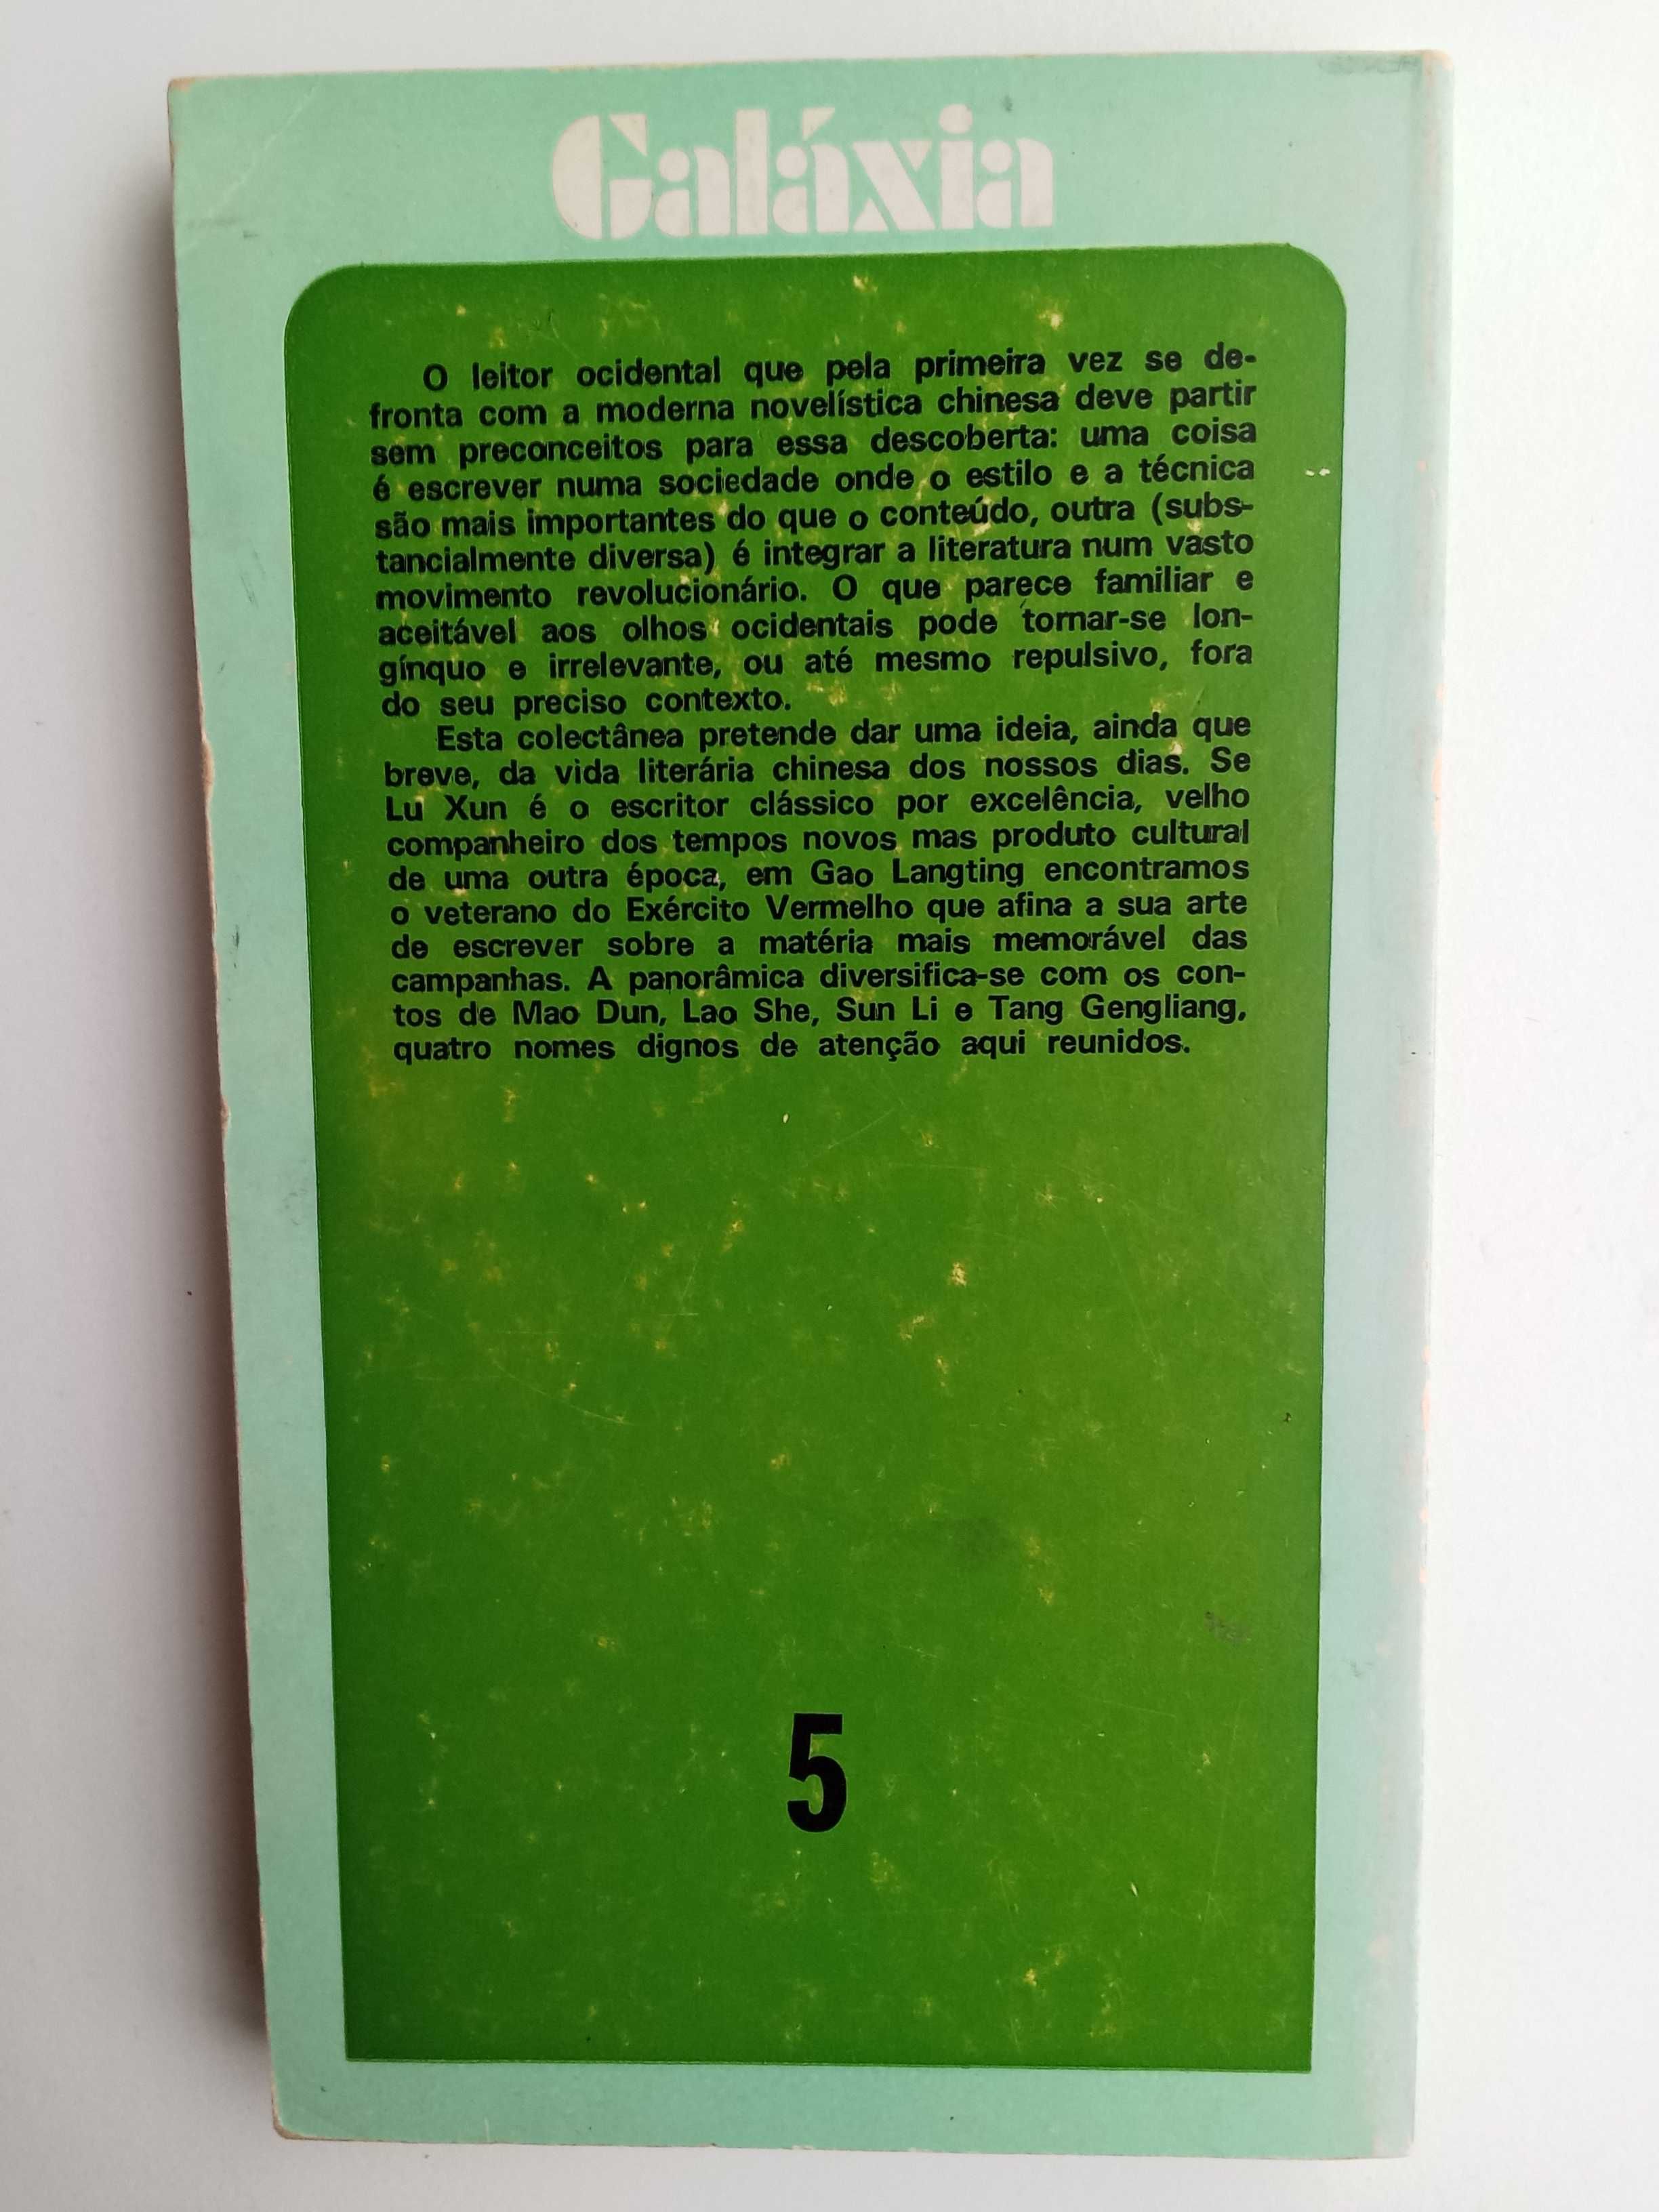 Galáxia
O leitor ocidental que pela primeira vez se de-
fronta com a moderna novelística chinesa deve partir
sem preconceitos para essa descoberta: uma coisa
é escrever numa sociedade onde o estilo e a técnica
são mais importantes do que o conteúdo, outra (subs-
tancialmente diversa) é integrar a literatura num vasto
movimento revolucionário. O que parece familiar e
aceitável aos olhos ocidentais pode tornar-se lon-
gínquo e irrelevante, ou até mesmo repulsivo, fora
do seu preciso contexto.
Esta colectânea pretende dar uma ideia, ainda que
breve, da vida literária chinesa dos nossos dias. Se
Lu Xun é o escritor clássico por excelência, velho
companheiro dos tempos novos mas produto cultural
de uma outra época, em Gao Langting encontramos
o veterano do Exército Vermelho que afina a sua arte
de escrever sobre a matéria mais memorável das
campanhas. A panorâmica diversifica-se com os con-
tos de Mao Dun, Lao She, Sun Li e Tang Gengliang,
quatro nomes dignos de atenção aqui reunidos.
5